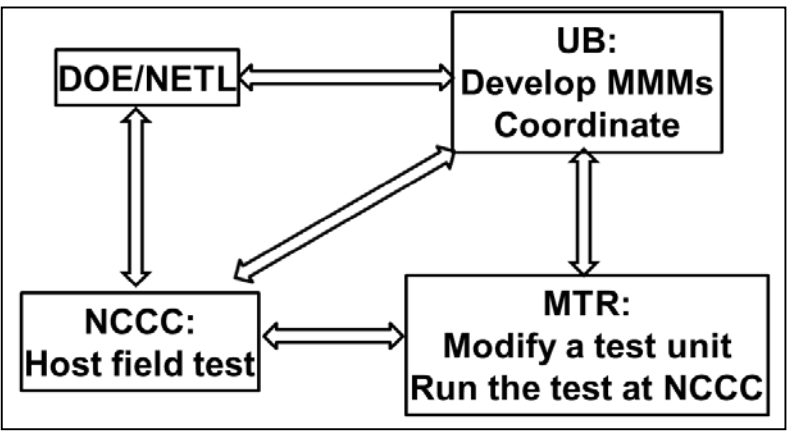 DOE/NETL
UB:
Develop MMMs
Coordinate
NCCC:
Host field test
MTR:
Modify a test unit
Run the test at NCCC